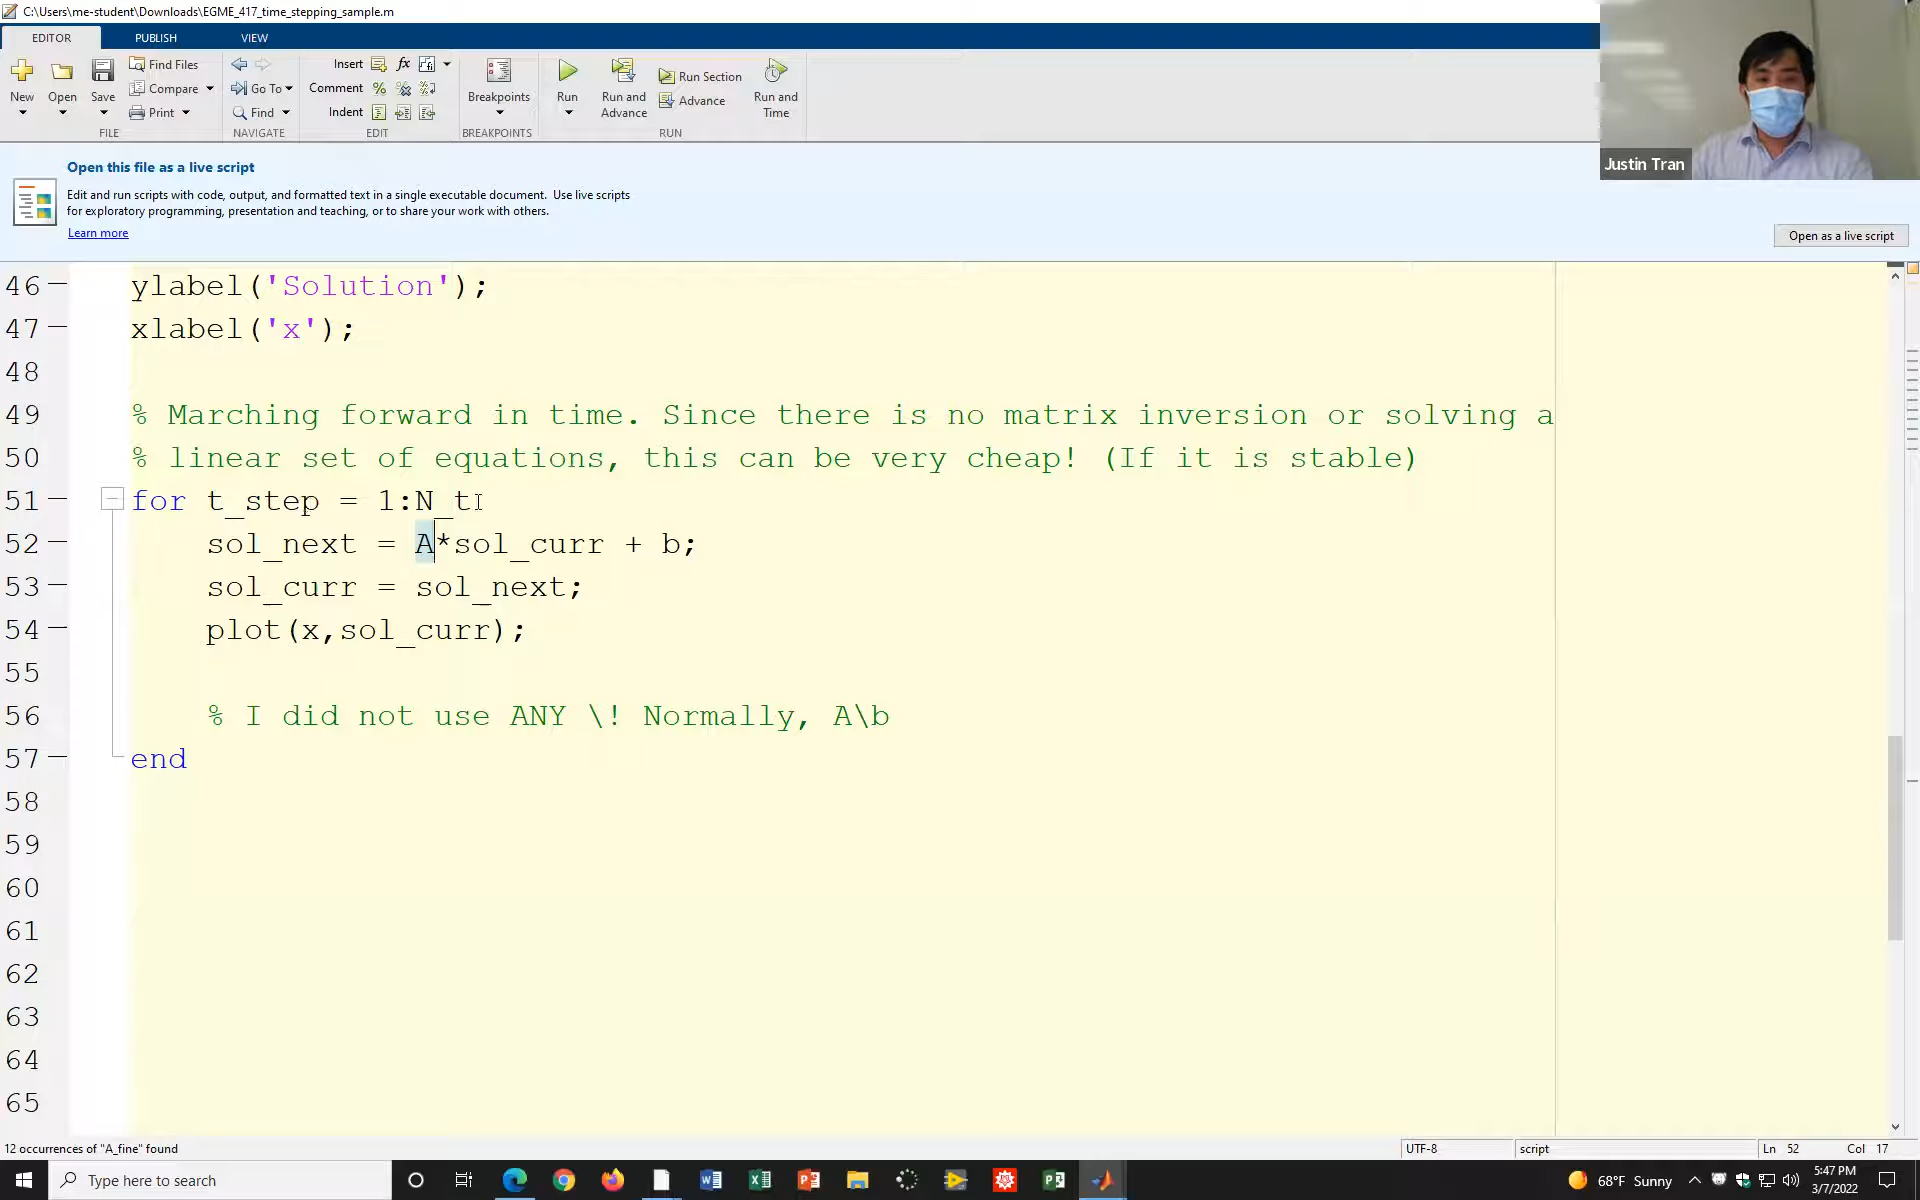 C:\Users\me-student\Downloads\EGME_417_time_stepping_sample.m
EDITOR PUBLISH VIEW
New
Open
Save
Find Files
Compare
Print
FILE
Go To
Find
NAVIGATE
Insert fx
Comment %
Indent
EDIT
Breakpoints
BREAKPOINTS
Run
Run and
Advance
Run Section
Advance
Run and
Time
RUN
Justin Tran
Open this file as a live script
Edit and run scripts with code, output, and formatted text in a single executable document. Use live scripts
for exploratory programming, presentation and teaching, or to share your work with others.
Learn more
Open as a live script
46 ylabel('Solution');
47 xlabel('x');
48
49 % Marching forward in time. Since there is no matrix inversion or solving a
50 % linear set of equations, this can be very cheap! (If it is stable)
51 for t_step = 1:N_t
52 sol_next = A*sol_curr + b;
53 sol_curr = sol_next;
54 plot(x,sol_curr);
55
56 % I did not use ANY \! Normally, A\b
57 end
58
59
60
61
62
63
64
65
12 occurrences of "A_fine" found
UTF-8 script Ln 52 Col 17
Type here to search
68°F Sunny
5:47 PM
3/7/2022